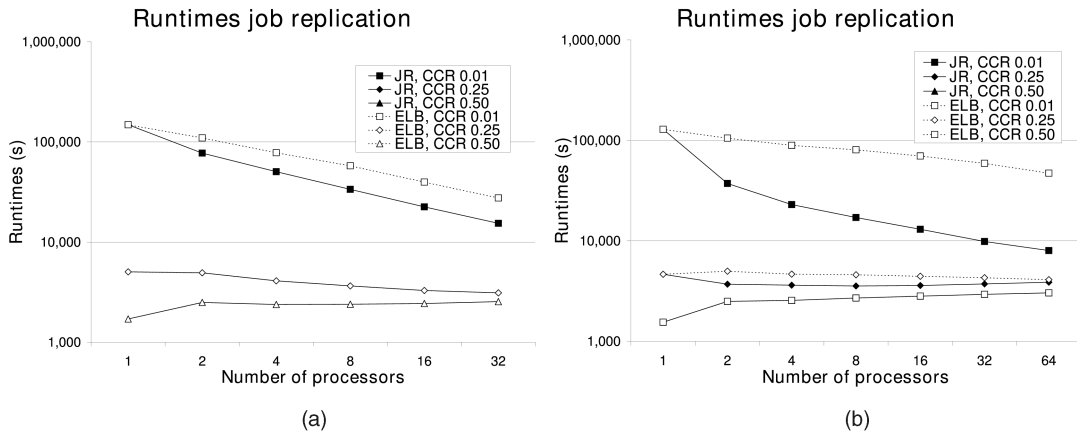 Runtimes job replication
1,000,000
100,000
10,000
1,000
Runtimes (s)
JR, CCR 0.01
JR, CCR 0.25
JR, CCR 0.50
ELB, CCR 0.01
ELB, CCR 0.25
ELB, CCR 0.50
1 2 4 8 16 32
Number of processors
(a)
Runtimes job replication
1,000,000
100,000
10,000
1,000
Runtimes (s)
JR, CCR 0.01
JR, CCR 0.25
JR, CCR 0.50
ELB, CCR 0.01
ELB, CCR 0.25
ELB, CCR 0.50
1 2 4 8 16 32 64
Number of processors
(b)